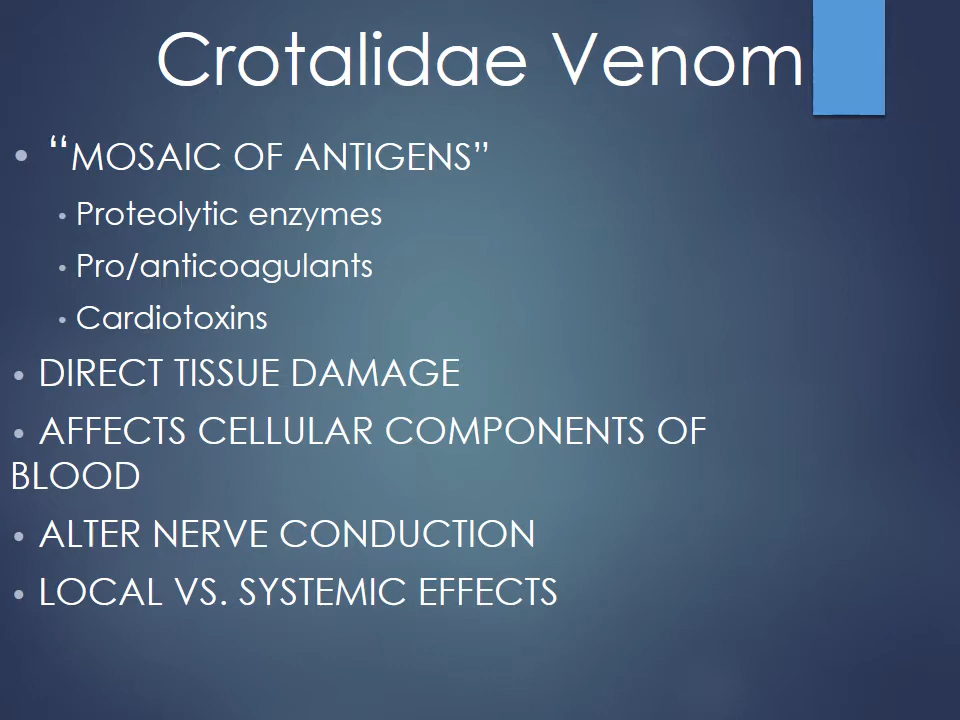 Crotalidae Venom
• “MOSAIC OF ANTIGENS”
• Proteolytic enzymes
• Pro/anticoagulants
• Cardiotoxins
• DIRECT TISSUE DAMAGE
• AFFECTS CELLULAR COMPONENTS OF
BLOOD
• ALTER NERVE CONDUCTION
• LOCAL VS. SYSTEMIC EFFECTS